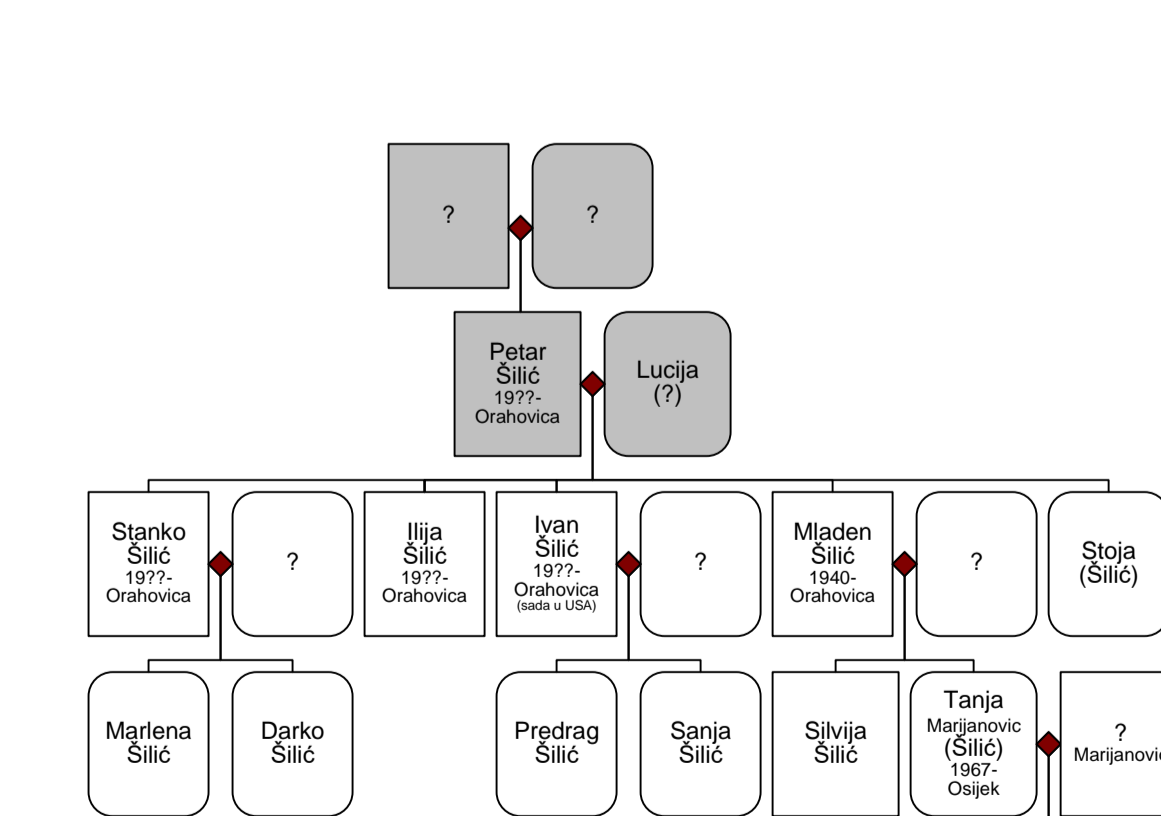 ?
?
Petar
Šilić
19??-
Orahovica
Lucija
(?)
Stanko
Šilić
19??-
Orahovica
?
Ilija
Šilić
19??-
Orahovica
Ivan
Šilić
19??-
Orahovica
(sada u USA)
?
Mladen
Šilić
1940-
Orahovica
?
Stoja
(Šilić)
Marlena
Šilić
Darko
Šilić
Predrag
Šilić
Sanja
Šilić
Silvija
Šilić
Tanja
Marijanovic
(Šilić)
1967-
Osijek
?
Marijanovic